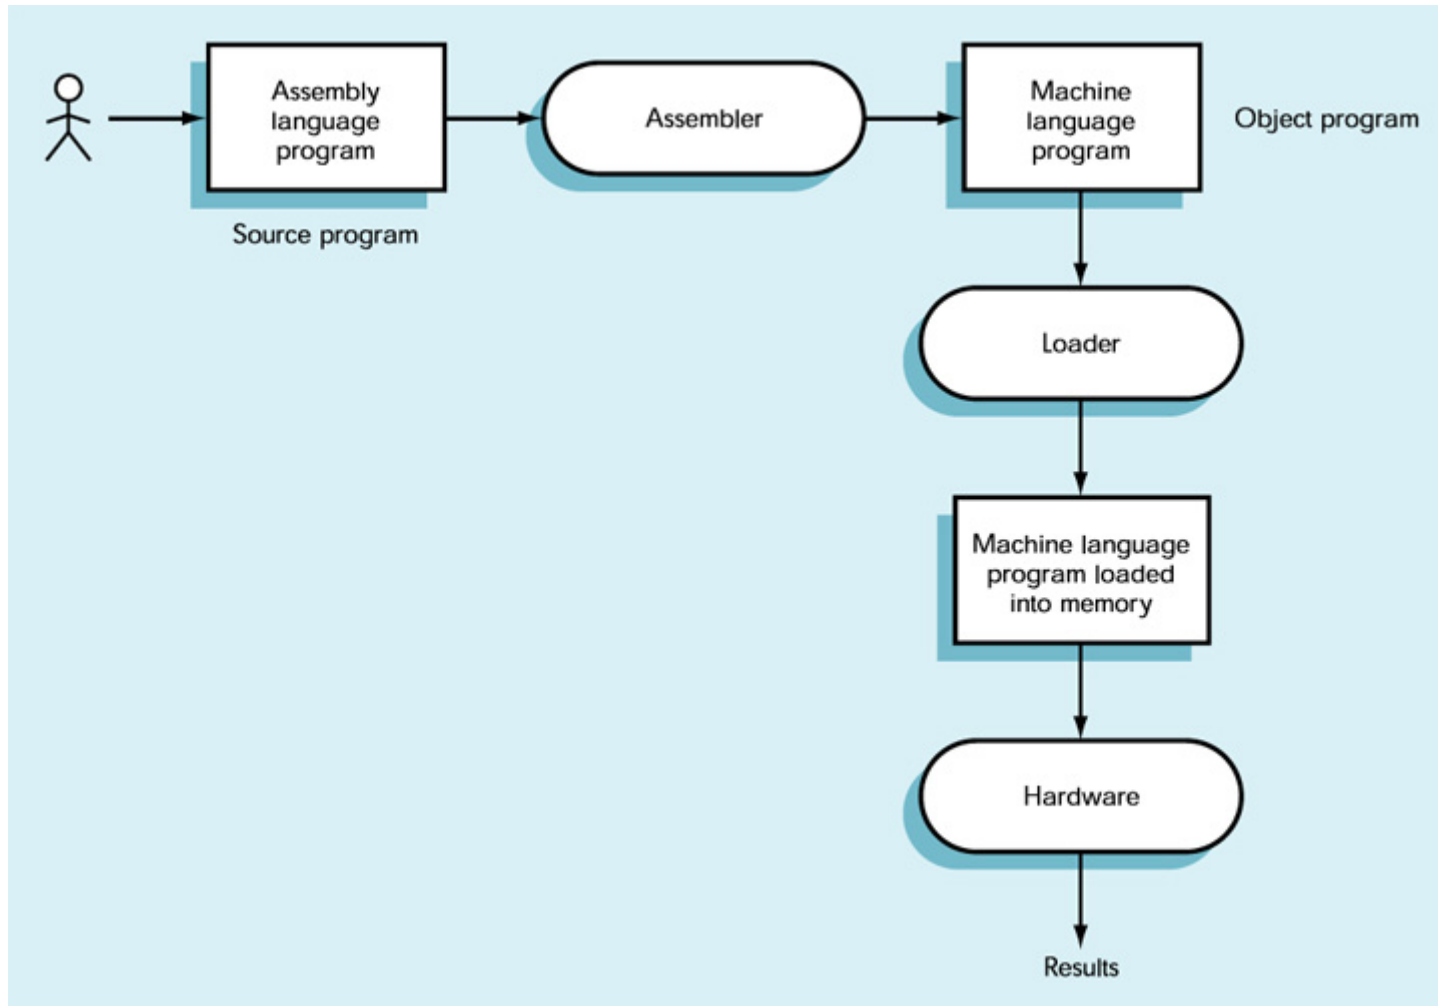 Assembly
language
program
Source program
Assembler
Machine
language
program
Object program
Loader
Machine language
program loaded
into memory
Hardware
Results